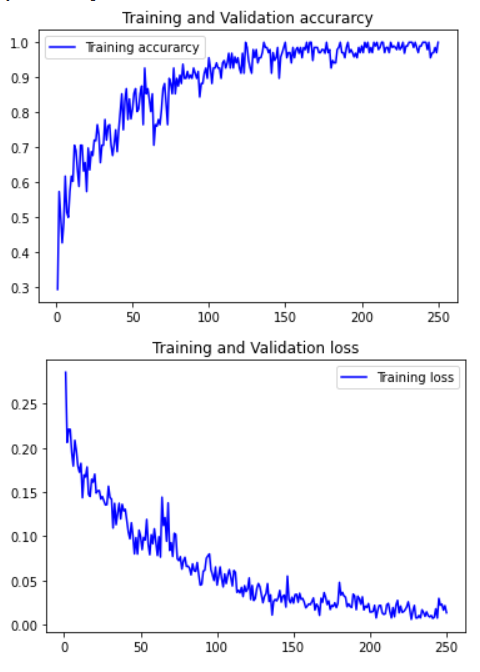 Training and Validation accurarcy
Training accurarcy
1.0
0.9
0.8
0.7
0.6
0.5
0.4
0.3
0 50 100 150 200 250
Training and Validation loss
Training loss
0.25
0.20
0.15
0.10
0.05
0.00
0 50 100 150 200 250